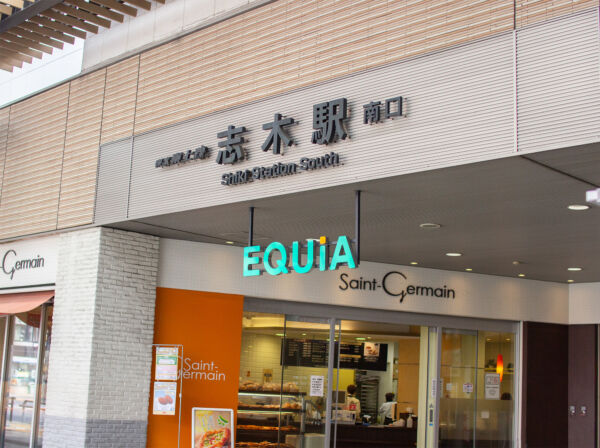 志木駅 南口
Shiki Station South
EQUiA
Saint-Germain
Germain
Saint-
Germain